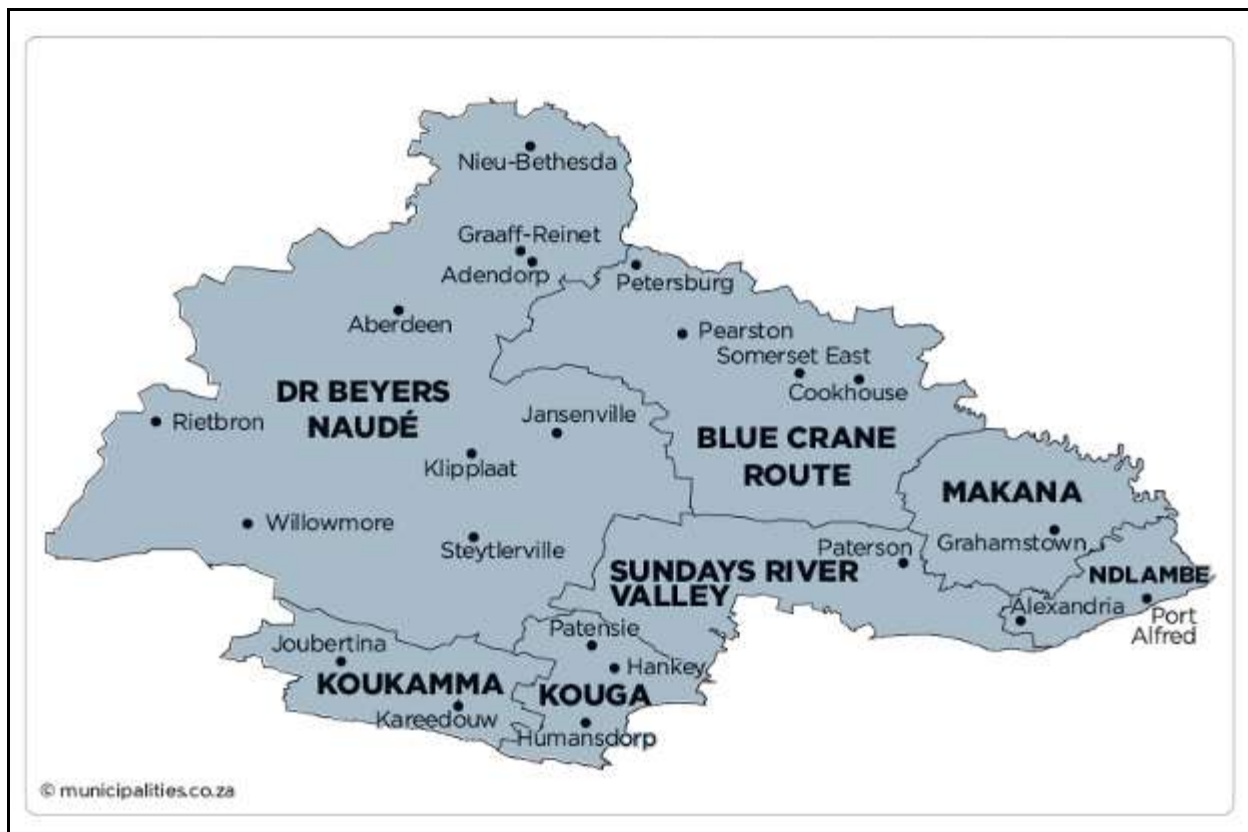 Nieu-Bethesda
Graaff-Reinet
Adendorp
Petersburg
Aberdeen
Pearston
Somerset East
Cookhouse
DR BEYERS
NAUDÉ
Jansenville
Rietbron
BLUE CRANE
ROUTE
Klipplaat
MAKANA
Willowmore
Grahamstown
Steytlerville
Paterson
SUNDAYS RIVER
VALLEY
NDLAMBE
Alexandria
Port
Alfred
Patensie
Joubertina
Hankey
KOUKAMMA
KOUGA
Kareedouw
Humansdorp
© municipalities.co.za